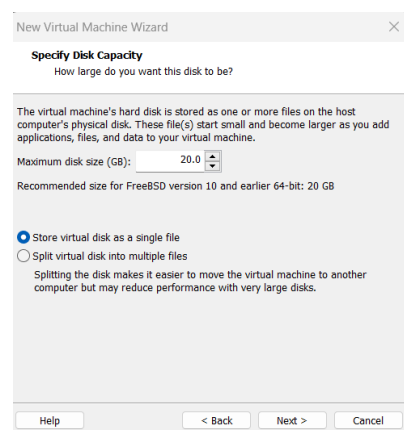 New Virtual Machine Wizard
Specify Disk Capacity
How large do you want this disk to be?
The virtual machine's hard disk is stored as one or more files on the host
computer's physical disk. These file(s) start small and become larger as you add
applications, files, and data to your virtual machine.
Maximum disk size (GB): 20.0
Recommended size for FreeBSD version 10 and earlier 64-bit: 20 GB
Store virtual disk as a single file
Split virtual disk into multiple files
Splitting the disk makes it easier to move the virtual machine to another
computer but may reduce performance with very large disks.
Help < Back Next > Cancel